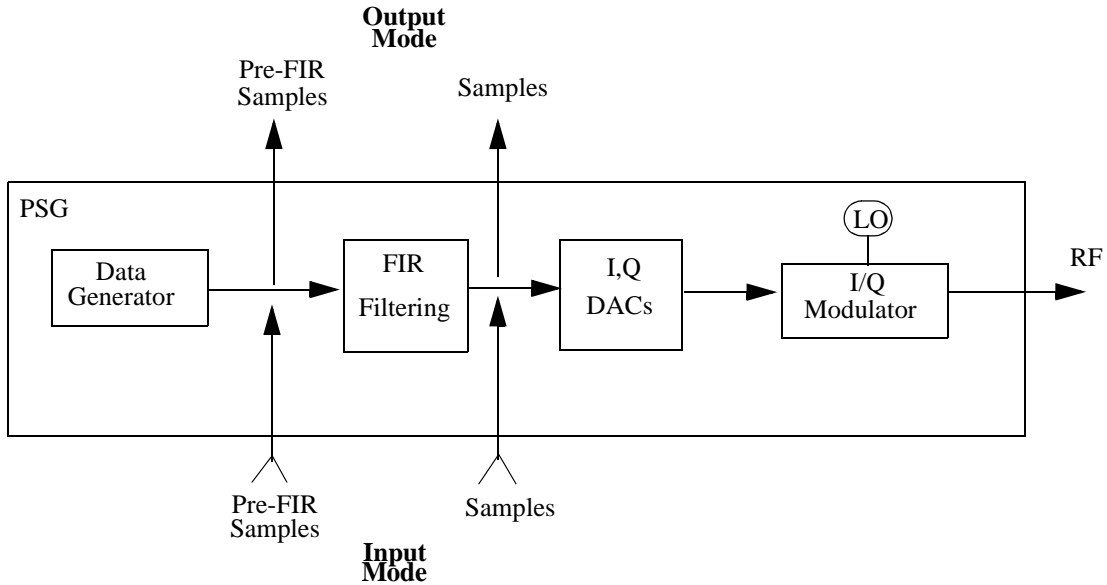 Output
Mode
Pre-FIR
Samples
Samples
PSG
LO
RF
Data
Generator
FIR
Filtering
I,Q
DACs
I/Q
Modulator
Pre-FIR
Samples
Samples
Input
Mode